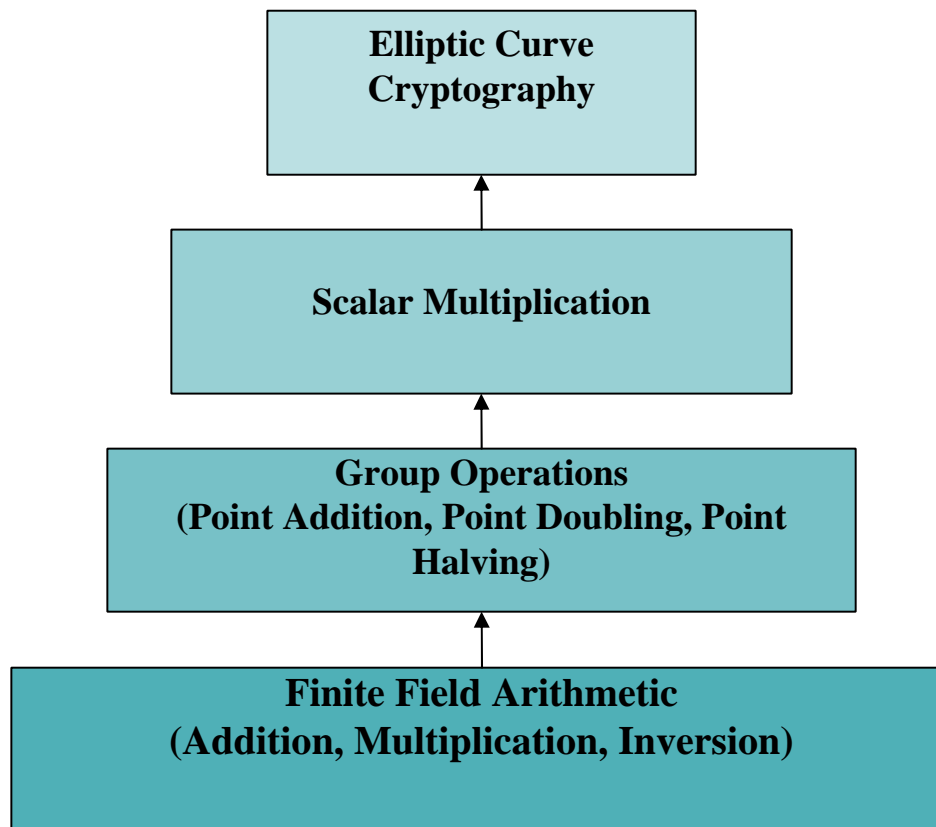 Elliptic Curve
Cryptography
Scalar Multiplication
Group Operations
(Point Addition, Point Doubling, Point
Halving)
Finite Field Arithmetic
(Addition, Multiplication, Inversion)